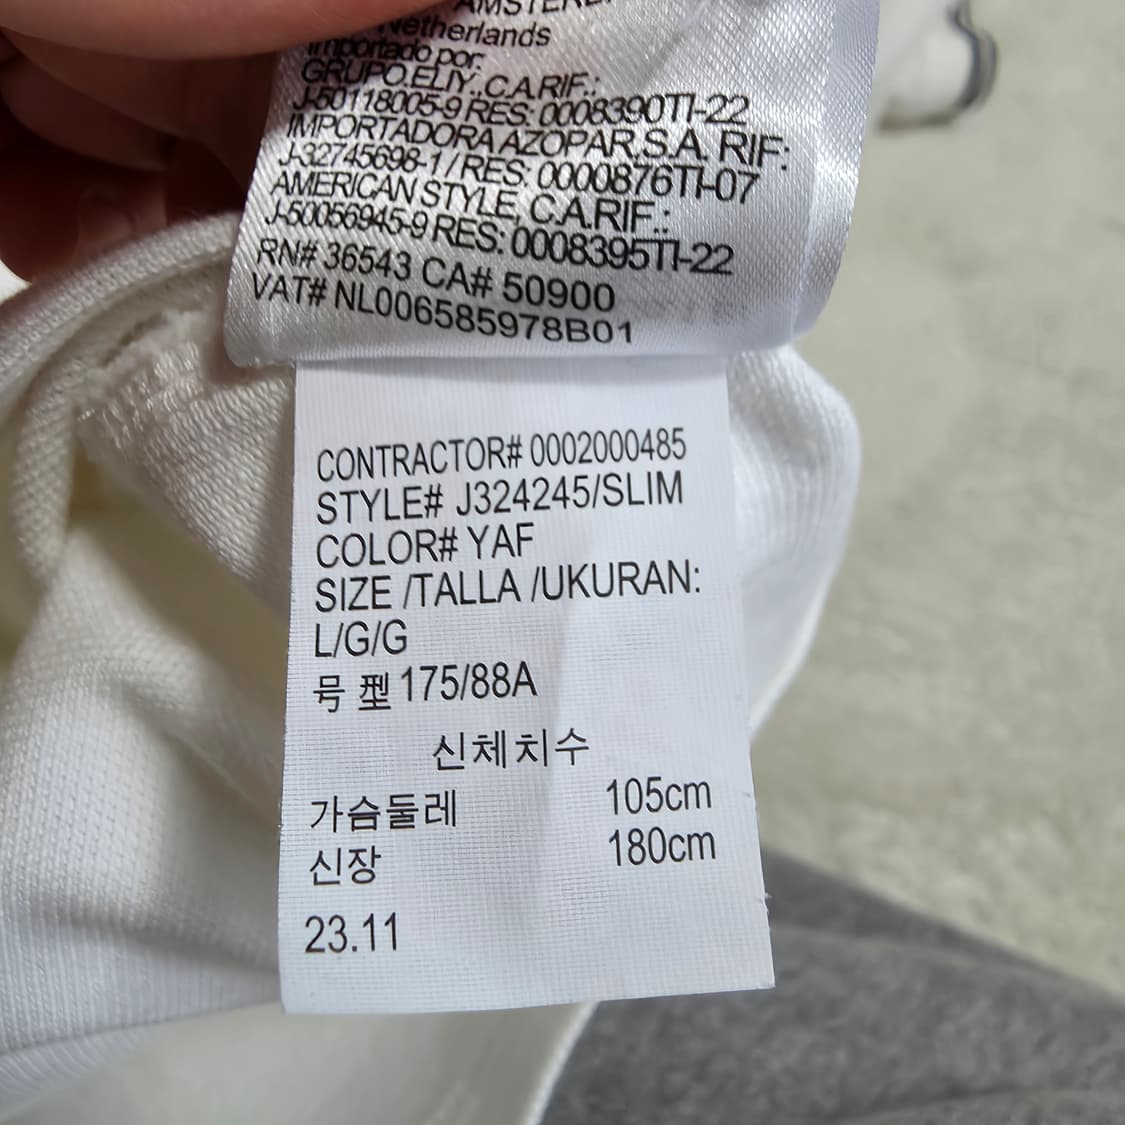 AMSTER
Netherlands
Importado por:
GRUPO.ELIY.,C.A.RIF.:
J-50118005-9 RES: 0008390TI-22
IMPORTADORA AZOPAR,S.A. RIF:
J-32745698-1 / RES: 0000876TI-07
AMERICAN STYLE, C.A.RIF.:
J-50056945-9 RES: 0008395TI-22
RN# 36543 CA# 50900
VAT# NL006585978B01
CONTRACTOR# 0002000485
STYLE# J324245/SLIM
COLOR# YAF
SIZE /TALLA /UKURAN:
L/G/G
号 型 175/88A
신체치수
가슴둘레 105cm
신장 180cm
23.11